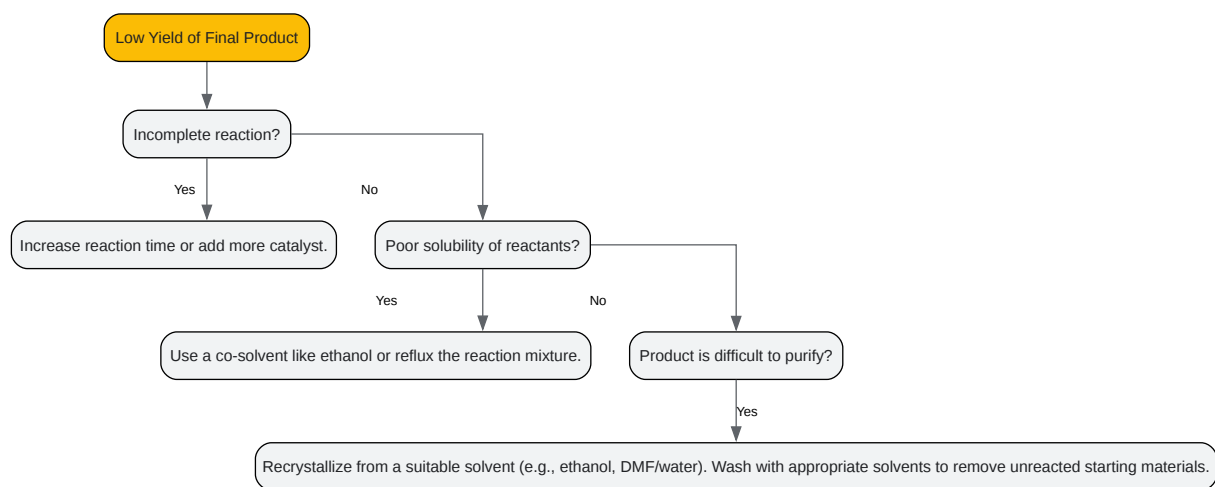 Low Yield of Final Product
Incomplete reaction?
Yes
No
Increase reaction time or add more catalyst.
Poor solubility of reactants?
Yes
No
Use a co-solvent like ethanol or reflux the reaction mixture.
Product is difficult to purify?
Yes
Recrystallize from a suitable solvent (e.g., ethanol, DMF/water). Wash with appropriate solvents to remove unreacted starting materials.